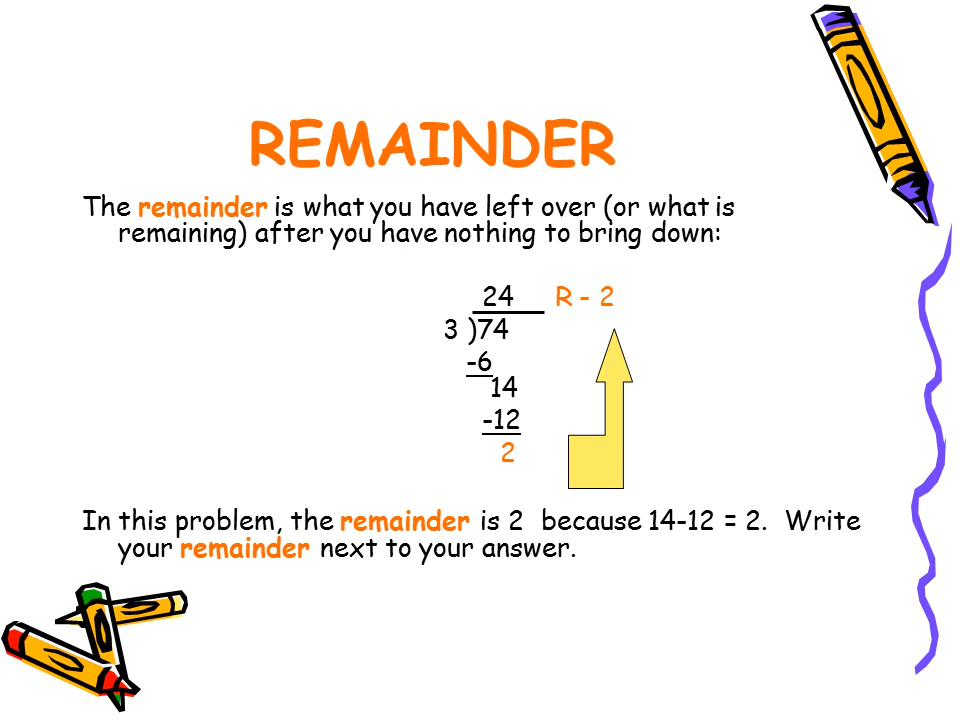 REMAINDER
The remainder is what you have left over (or what is
remaining) after you have nothing to bring down:
24 R - 2
3 )74
-6
14
-12
2
In this problem, the remainder is 2 because 14-12 = 2. Write
your remainder next to your answer.